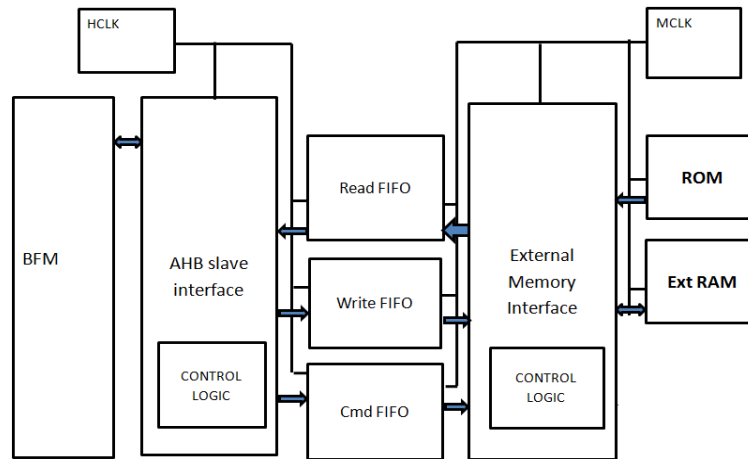 HCLK
MCLK
BFM
AHB slave
interface
CONTROL
LOGIC
Read FIFO
Write FIFO
Cmd FIFO
External
Memory
Interface
CONTROL
LOGIC
ROM
Ext RAM